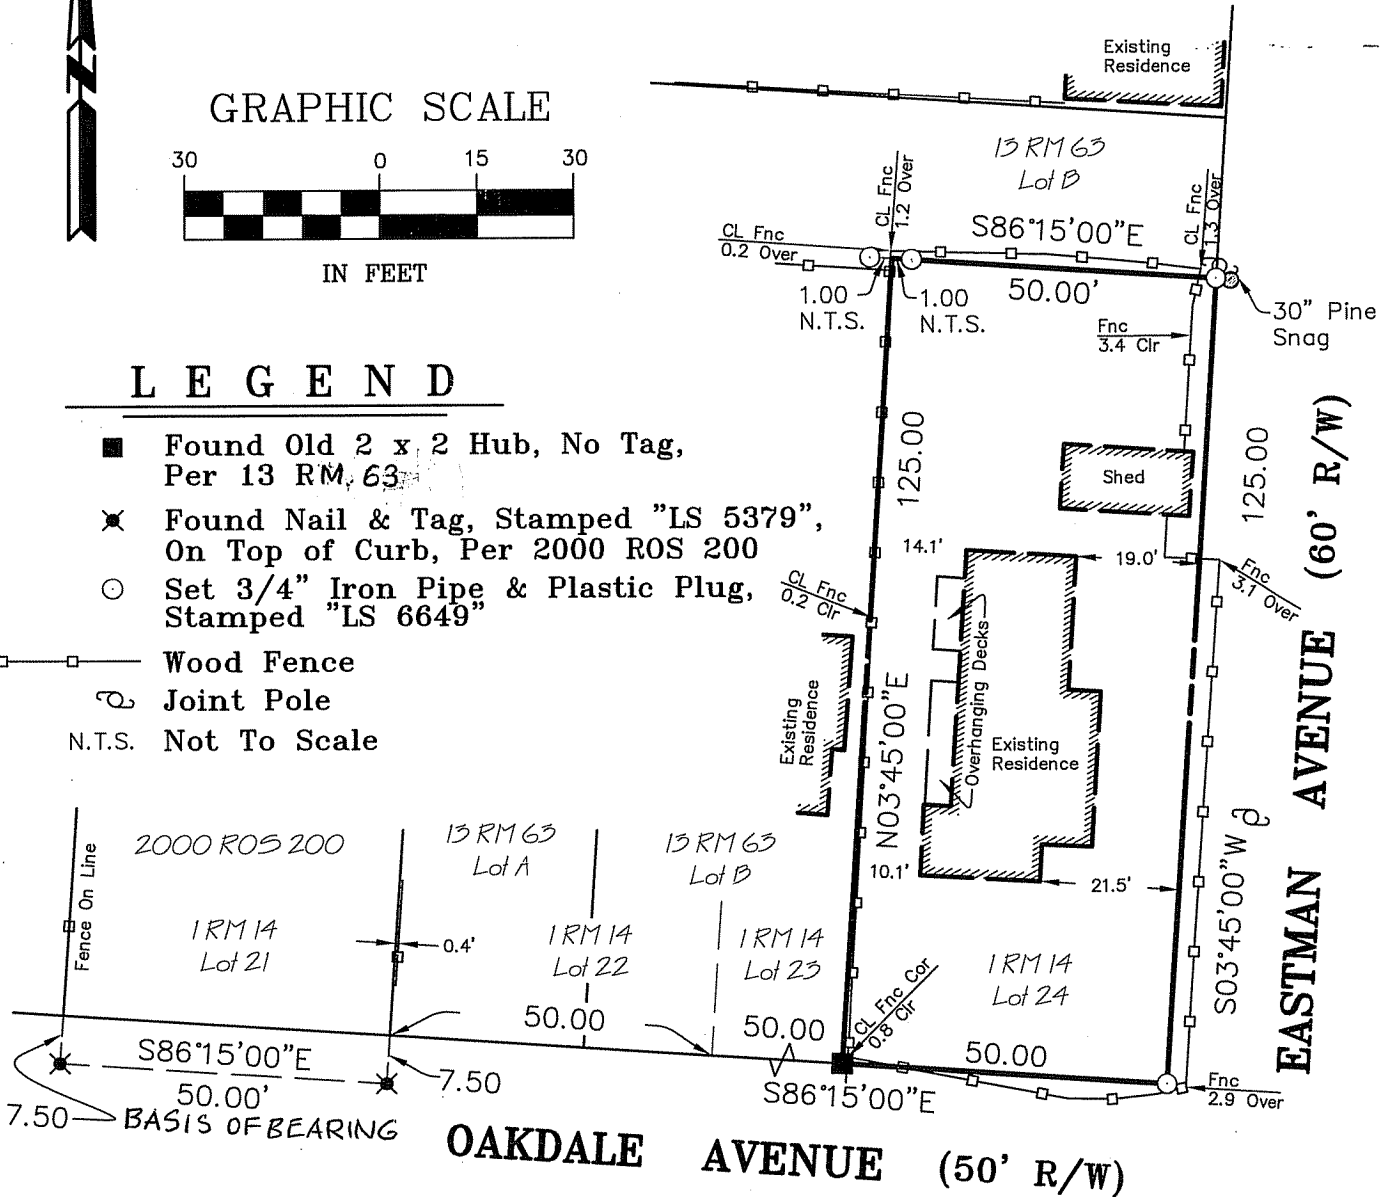 N
GRAPHIC SCALE
30 0 15 30
IN FEET
LEGEND
Found Old 2 x 2 Hub, No Tag,
Per 13 RM 63
Found Nail & Tag, Stamped "LS 5379",
On Top of Curb, Per 2000 ROS 200
Set 3/4" Iron Pipe & Plastic Plug,
Stamped "LS 6649"
Wood Fence
Joint Pole
N.T.S. Not To Scale
Existing
Residence
13 RM 63
Lot B
CL Fnc
1.2 Over
CL Fnc
1.3 Over
CL Fnc
0.2 Over
S86°15'00"E
50.00'
1.00
N.T.S.
1.00
N.T.S.
30" Pine
Snag
Fnc
3.4 Clr
125.00
125.00
Shed
14.1'
19.0'
Fnc
3.1 Over
CL Fnc
0.2 Clr
Overhanging Decks
Existing
Residence
Existing
Residence
N03°45'00"E
10.1'
21.5'
S03°45'00"W
EASTMAN AVENUE (60' R/W)
Fence On Line
2000 ROS 200
1 RM 14
Lot 21
0.4'
13 RM 63
Lot A
13 RM 63
Lot B
1 RM 14
Lot 22
1 RM 14
Lot 23
1 RM 14
Lot 24
CL Fnc Cor
0.8 Clr
50.00
50.00
50.00
S86°15'00"E
50.00'
7.50
7.50
BASIS OF BEARING
S86°15'00"E
Fnc
2.9 Over
OAKDALE AVENUE (50' R/W)